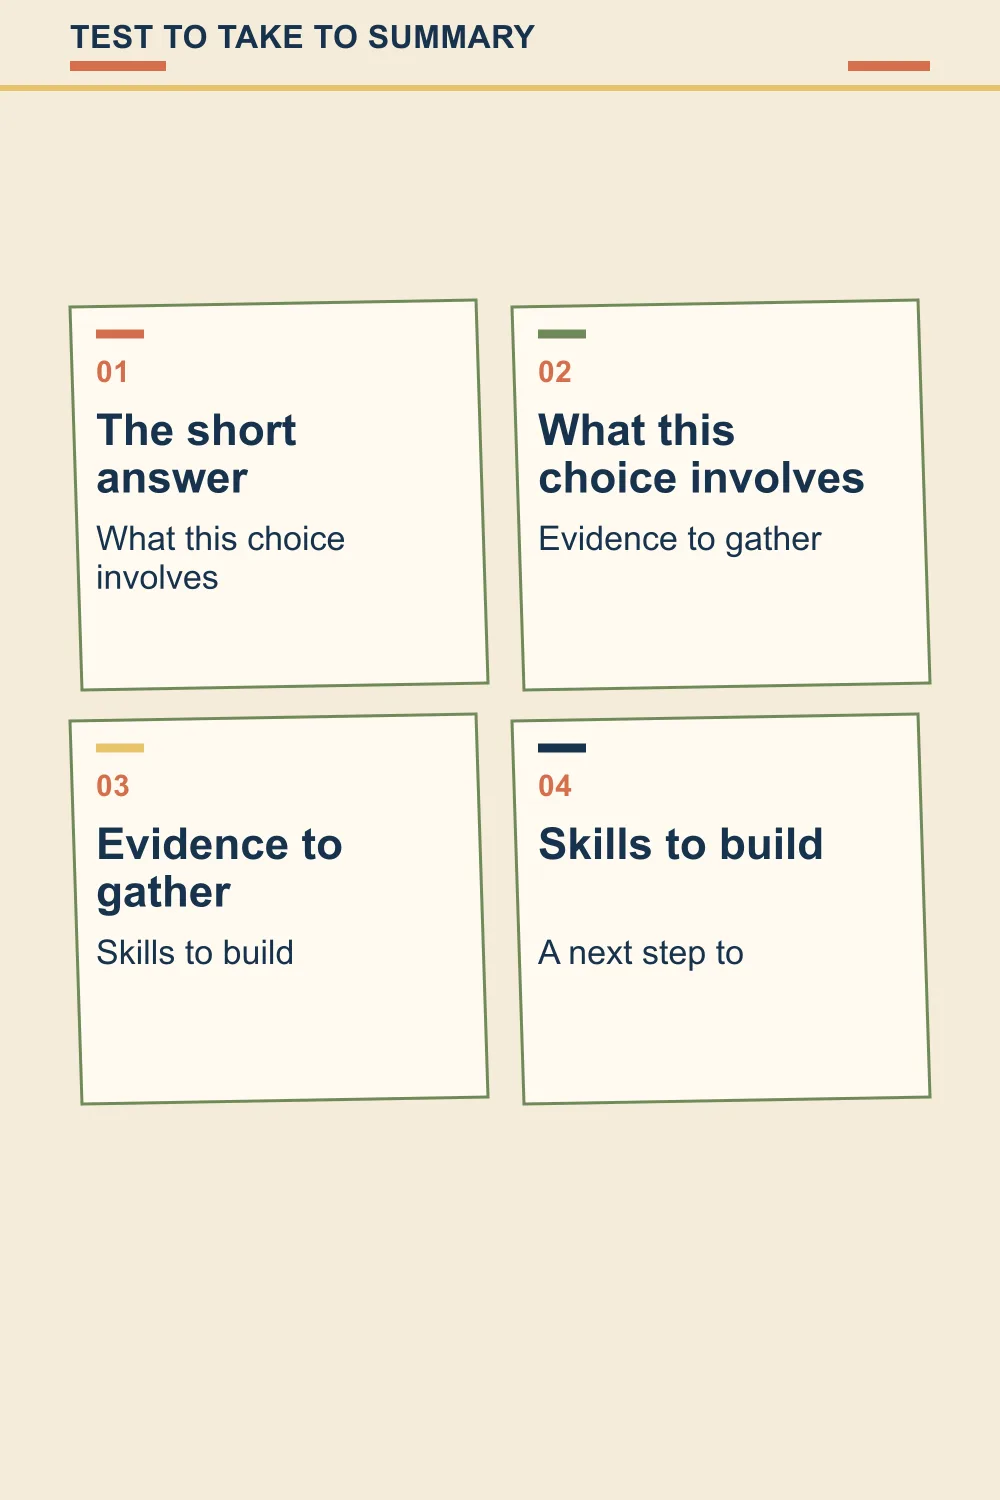 TEST TO TAKE TO SUMMARY
01
The short
answer
What this choice
involves
02
What this
choice involves
Evidence to gather
03
Evidence to
gather
Skills to build
04
Skills to build
A next step to